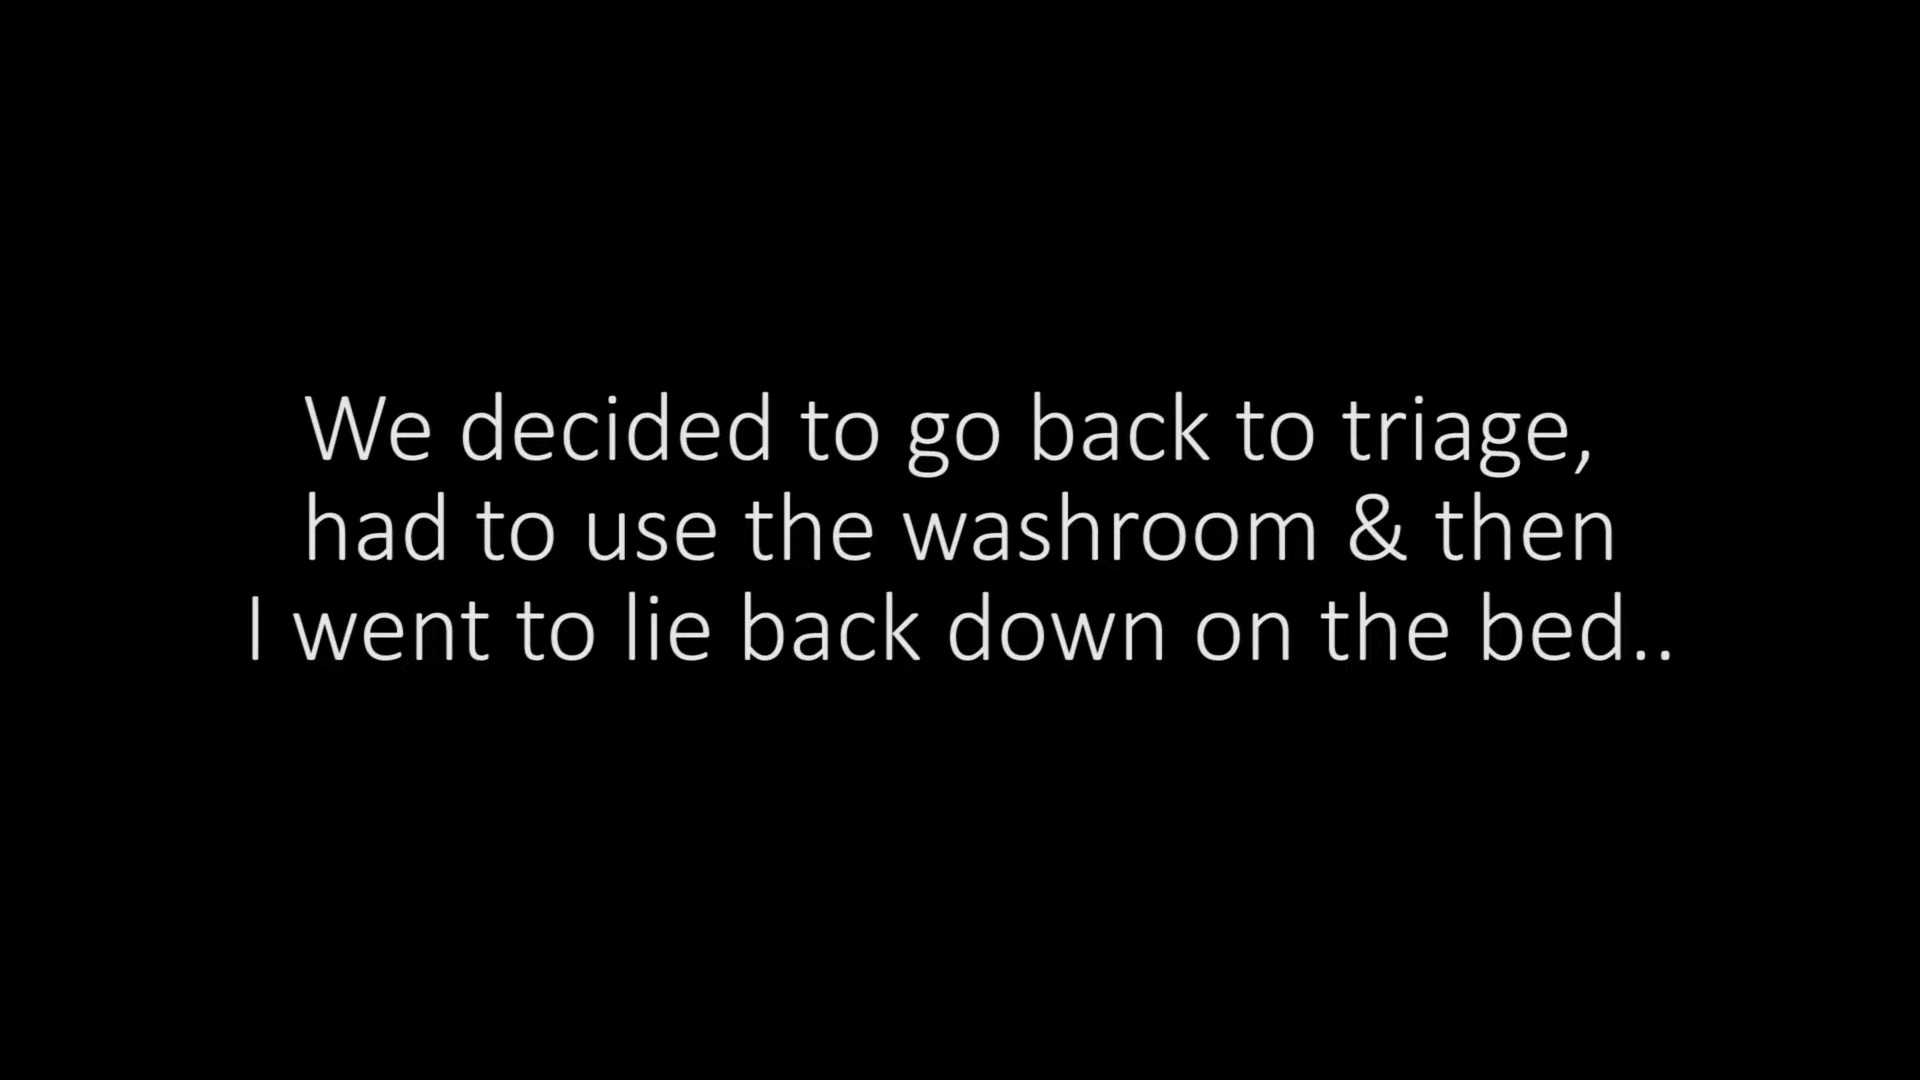 We decided to go back to triage,
had to use the washroom & then
I went to lie back down on the bed..